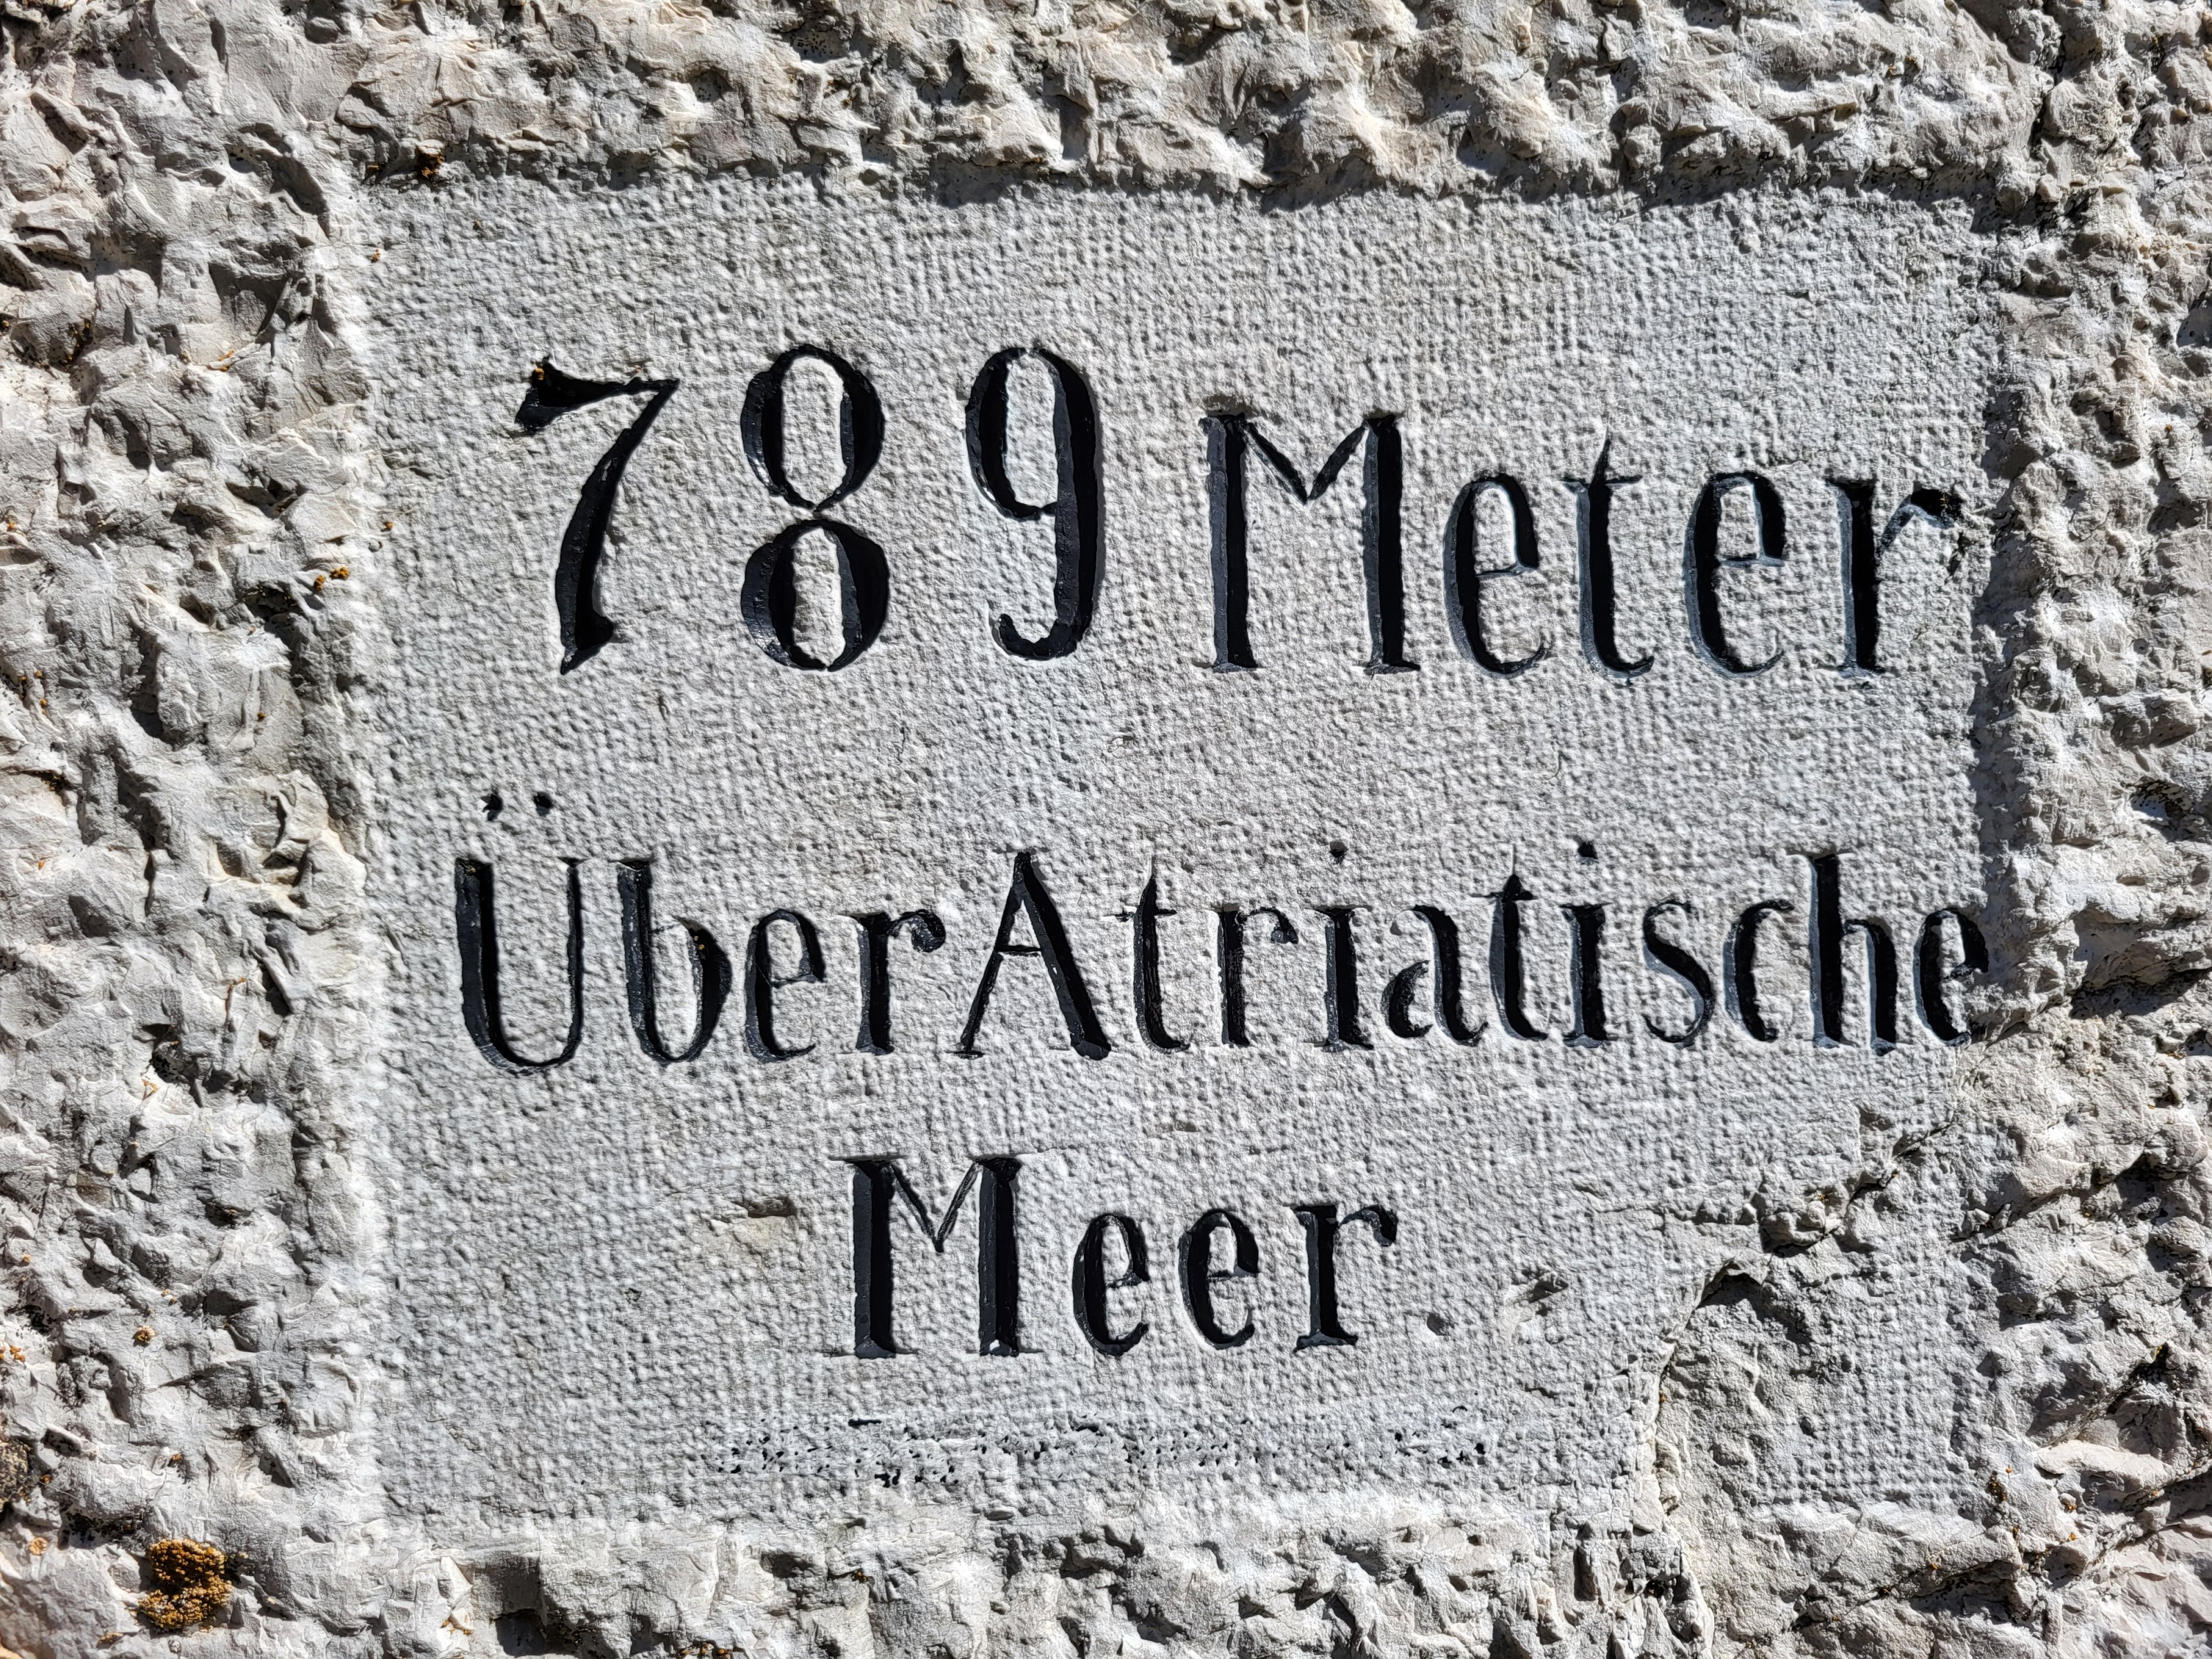 789 Meter
Über Atriatische
Meer